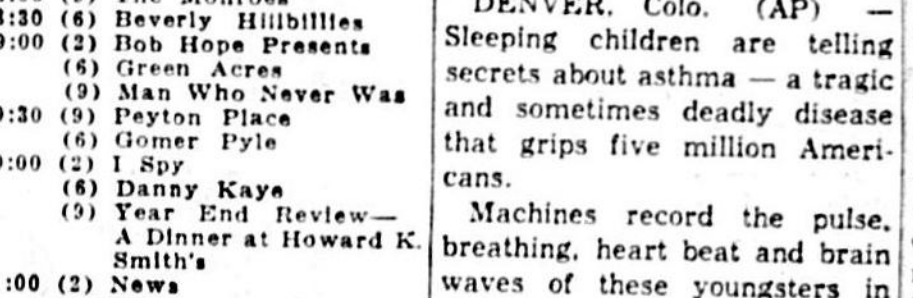 :30 (6) Beverly Hillbillies
:00 (2) Bob Hope Presents
(6) Green Acres
(9) Man Who Never Was
:30 (9) Peyton Place
(6) Gomer Pyle
:00 (2) I Spy
(6) Danny Kaye
(9) Year End Review—
A Dinner at Howard K.
Smith's
:00 (2) News
DENVER, Colo. (AP) —
Sleeping children are telling
secrets about asthma — a tragic
and sometimes deadly disease
that grips five million Ameri-
cans.
Machines record the pulse,
breathing, heart beat and brain
waves of these youngsters in